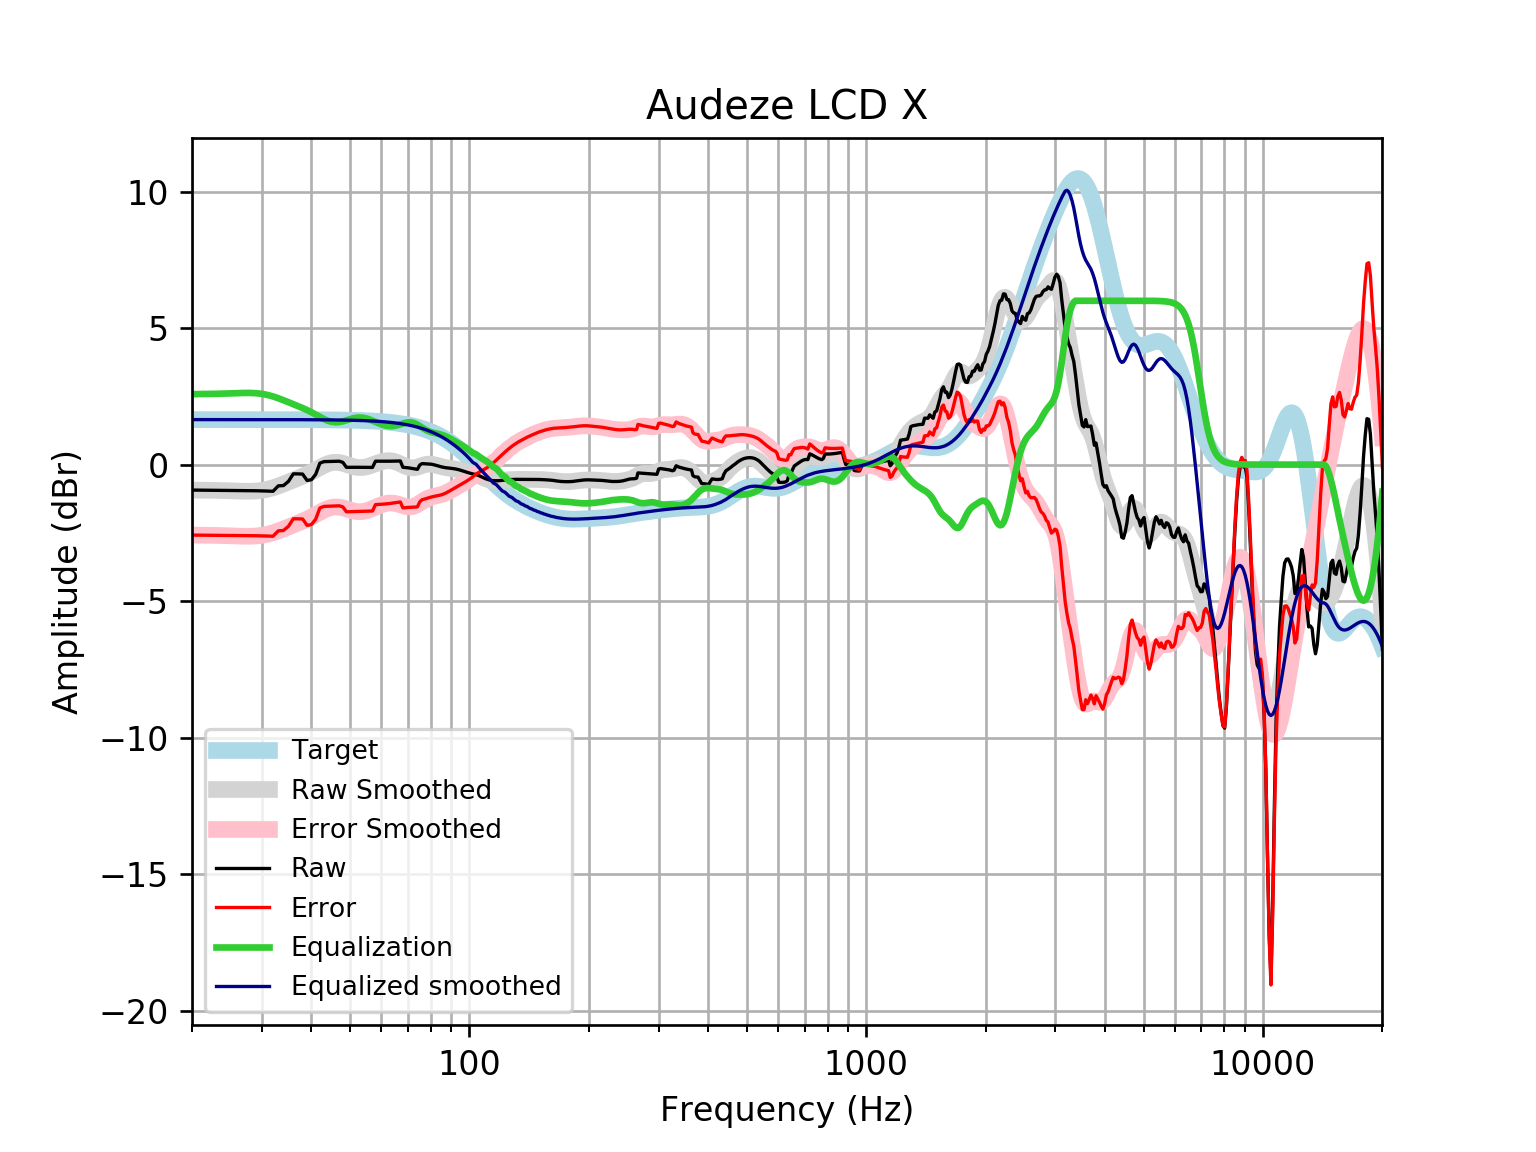 Audeze LCD X
Amplitude (dBr)
10
5
0
−5
−10
−15
−20
Target
Raw Smoothed
Error Smoothed
Raw
Error
Equalization
Equalized smoothed
100
1000
10000
Frequency (Hz)